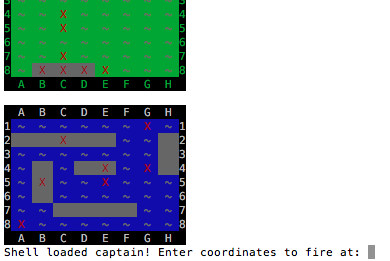 3 ~ ~ ~ ~ ~ ~ ~ ~ 3
4 ~ ~ X ~ ~ ~ ~ ~ 4
5 ~ ~ X ~ ~ ~ ~ ~ 5
6 ~ ~ ~ ~ ~ ~ ~ ~ 6
7 ~ ~ X ~ ~ ~ ~ ~ 7
8 ~ X X X X ~ ~ ~ 8
A B C D E F G H
A B C D E F G H
1 ~ ~ ~ ~ ~ ~ X ~ 1
2 X ~ ~ 2
3 ~ ~ ~ ~ ~ ~ ~ 3
4 ~ ~ X ~ X 4
5 ~ X ~ ~ X ~ ~ ~ 5
6 ~ ~ ~ ~ ~ ~ ~ 6
7 ~ ~ ~ ~ 7
8 X ~ ~ ~ ~ ~ ~ ~ 8
A B C D E F G H
Shell loaded captain! Enter coordinates to fire at: